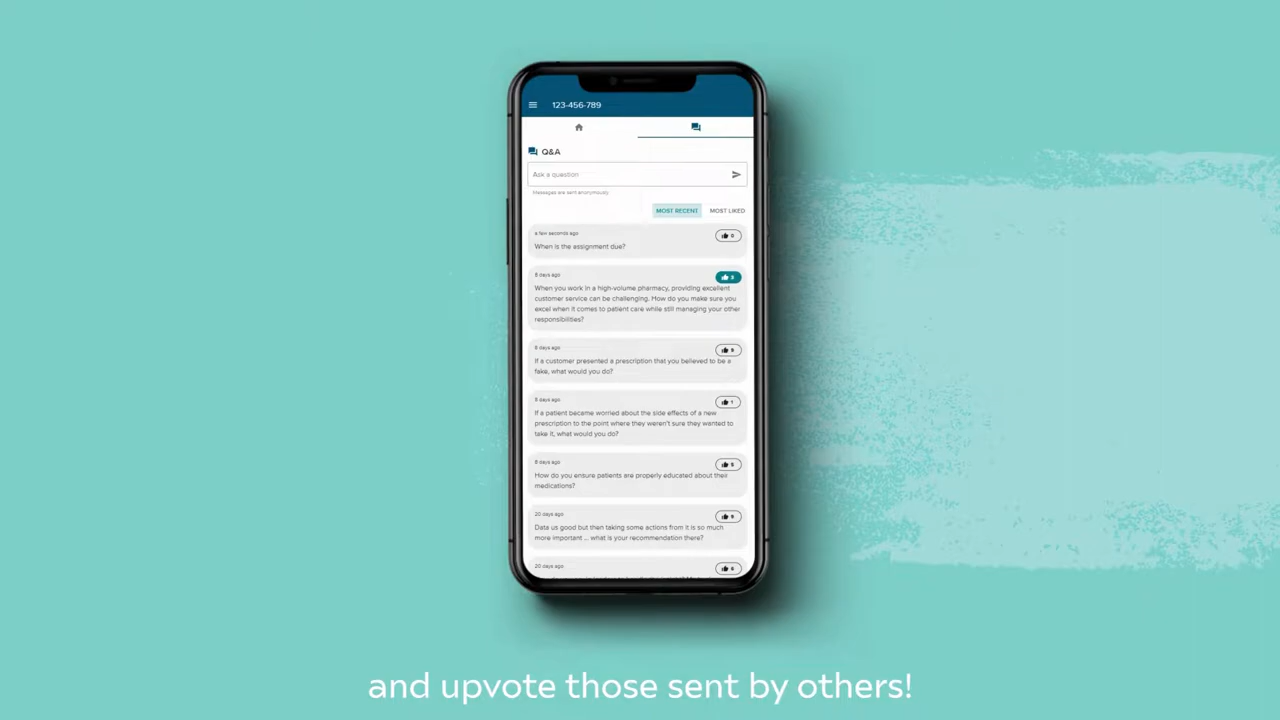 123-456-789
Q&A
Ask a question
Messages are sent anonymously
MOST RECENT MOST LIKED
a few seconds ago
0
When is the assignment due?
8 days ago
3
When you work in a high-volume pharmacy, providing excellent
customer service can be challenging. How do you make sure you
excel when it comes to patient care while still managing your other
responsibilities?
8 days ago
If a customer presented a prescription that you believed to be a
fake, what would you do?
8 days ago
1
If a patient became worried about the side effects of a new
prescription to the point where they weren't sure they wanted to
take it, what would you do?
8 days ago
5
How do you ensure patients are properly educated about their
medications?
20 days ago
Data us good but then taking some actions from it is so much
more important ... what is your recommendation there?
20 days ago
and upvote those sent by others!